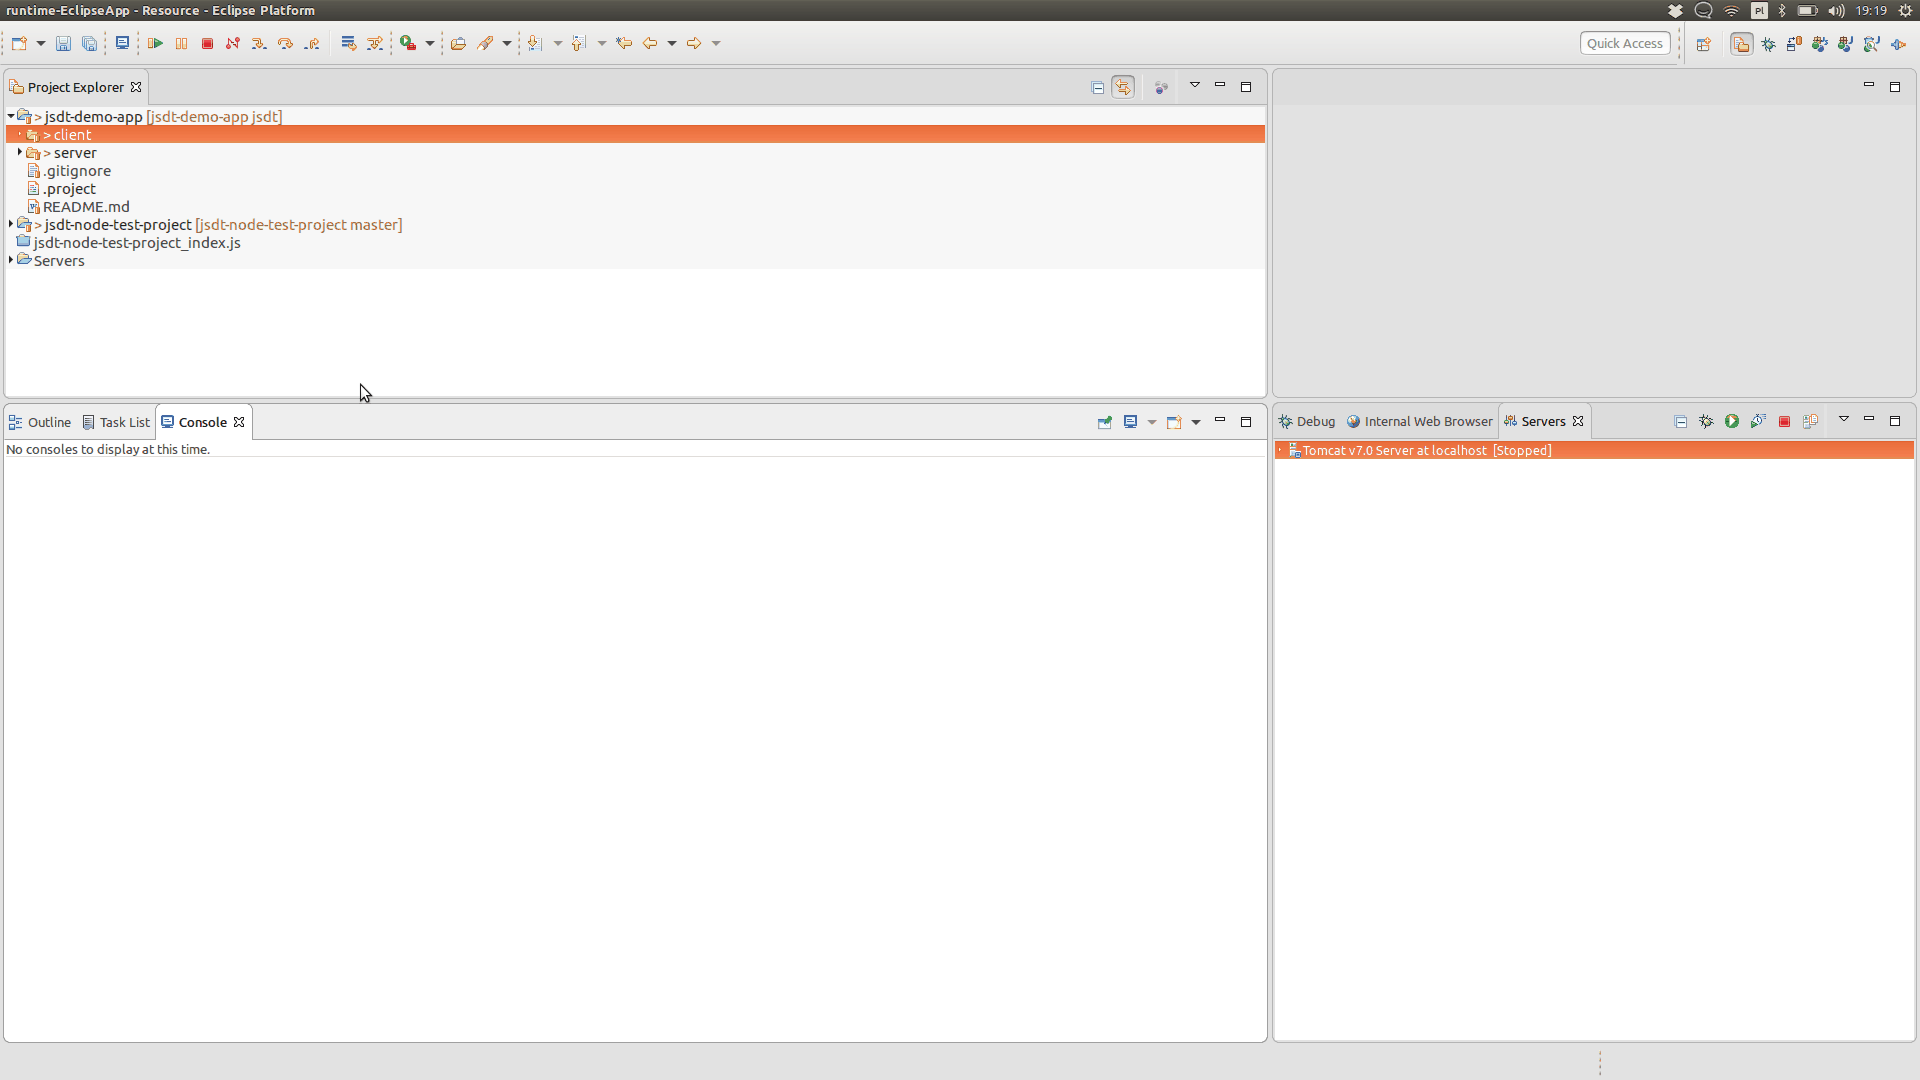 runtime-EclipseApp - Resource - Eclipse Platform
Pl
19:19
Quick Access
Project Explorer
> jsdt-demo-app [jsdt-demo-app jsdt]
> client
> server
.gitignore
.project
README.md
> jsdt-node-test-project [jsdt-node-test-project master]
jsdt-node-test-project_index.js
Servers
Outline Task List Console
No consoles to display at this time.
Debug Internal Web Browser Servers
Tomcat v7.0 Server at localhost [Stopped]